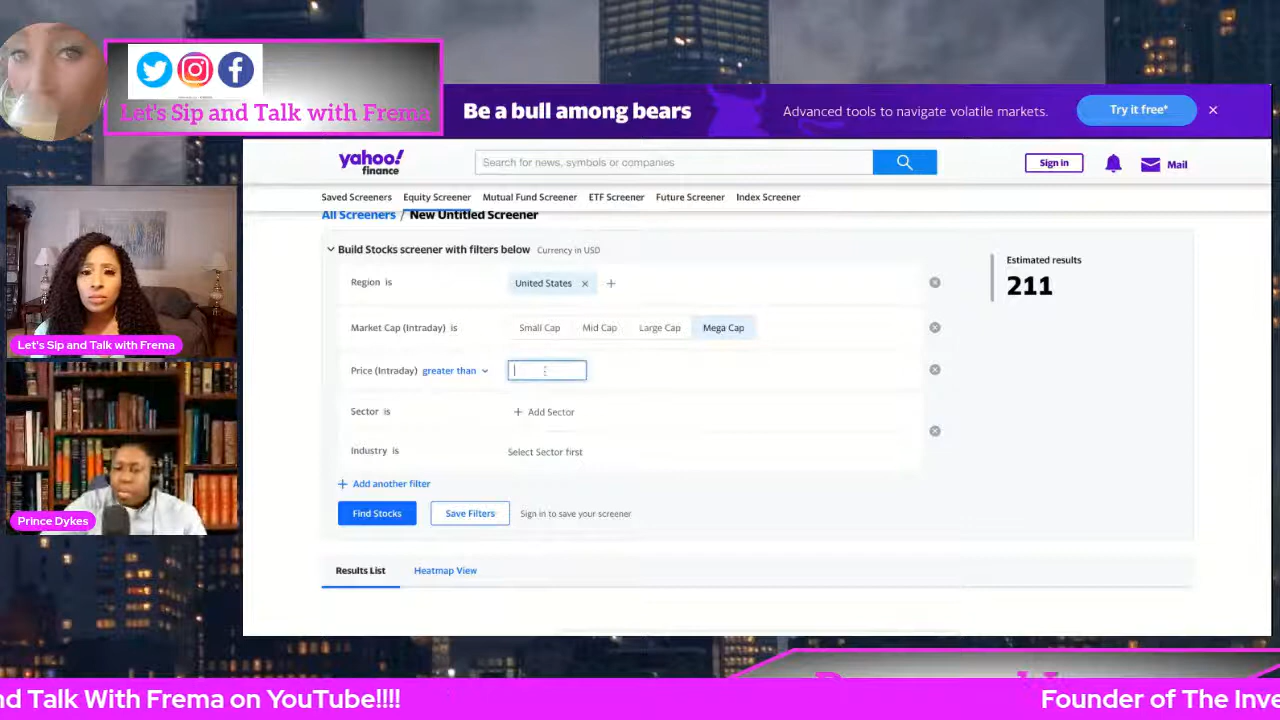 Let's Sip and Talk with Frema
Be a bull among bears
Advanced tools to navigate volatile markets.
Try it free*
yahoo!
finance
Search for news, symbols or companies
Sign in
Mail
Saved Screeners
Equity Screener
Mutual Fund Screener
ETF Screener
Future Screener
Index Screener
All Screeners / New Untitled Screener
Build Stocks screener with filters below
Currency in USD
Estimated results
211
Region is
United States
Market Cap (Intraday) is
Small Cap
Mid Cap
Large Cap
Mega Cap
Let's Sip and Talk with Frema
Price (Intraday) greater than
Sector is
+ Add Sector
Industry is
Select Sector first
+ Add another filter
Find Stocks
Save Filters
Sign in to save your screener
Prince Dykes
Results List
Heatmap View
nd Talk With Frema on YouTube!!!!
Founder of The Inve